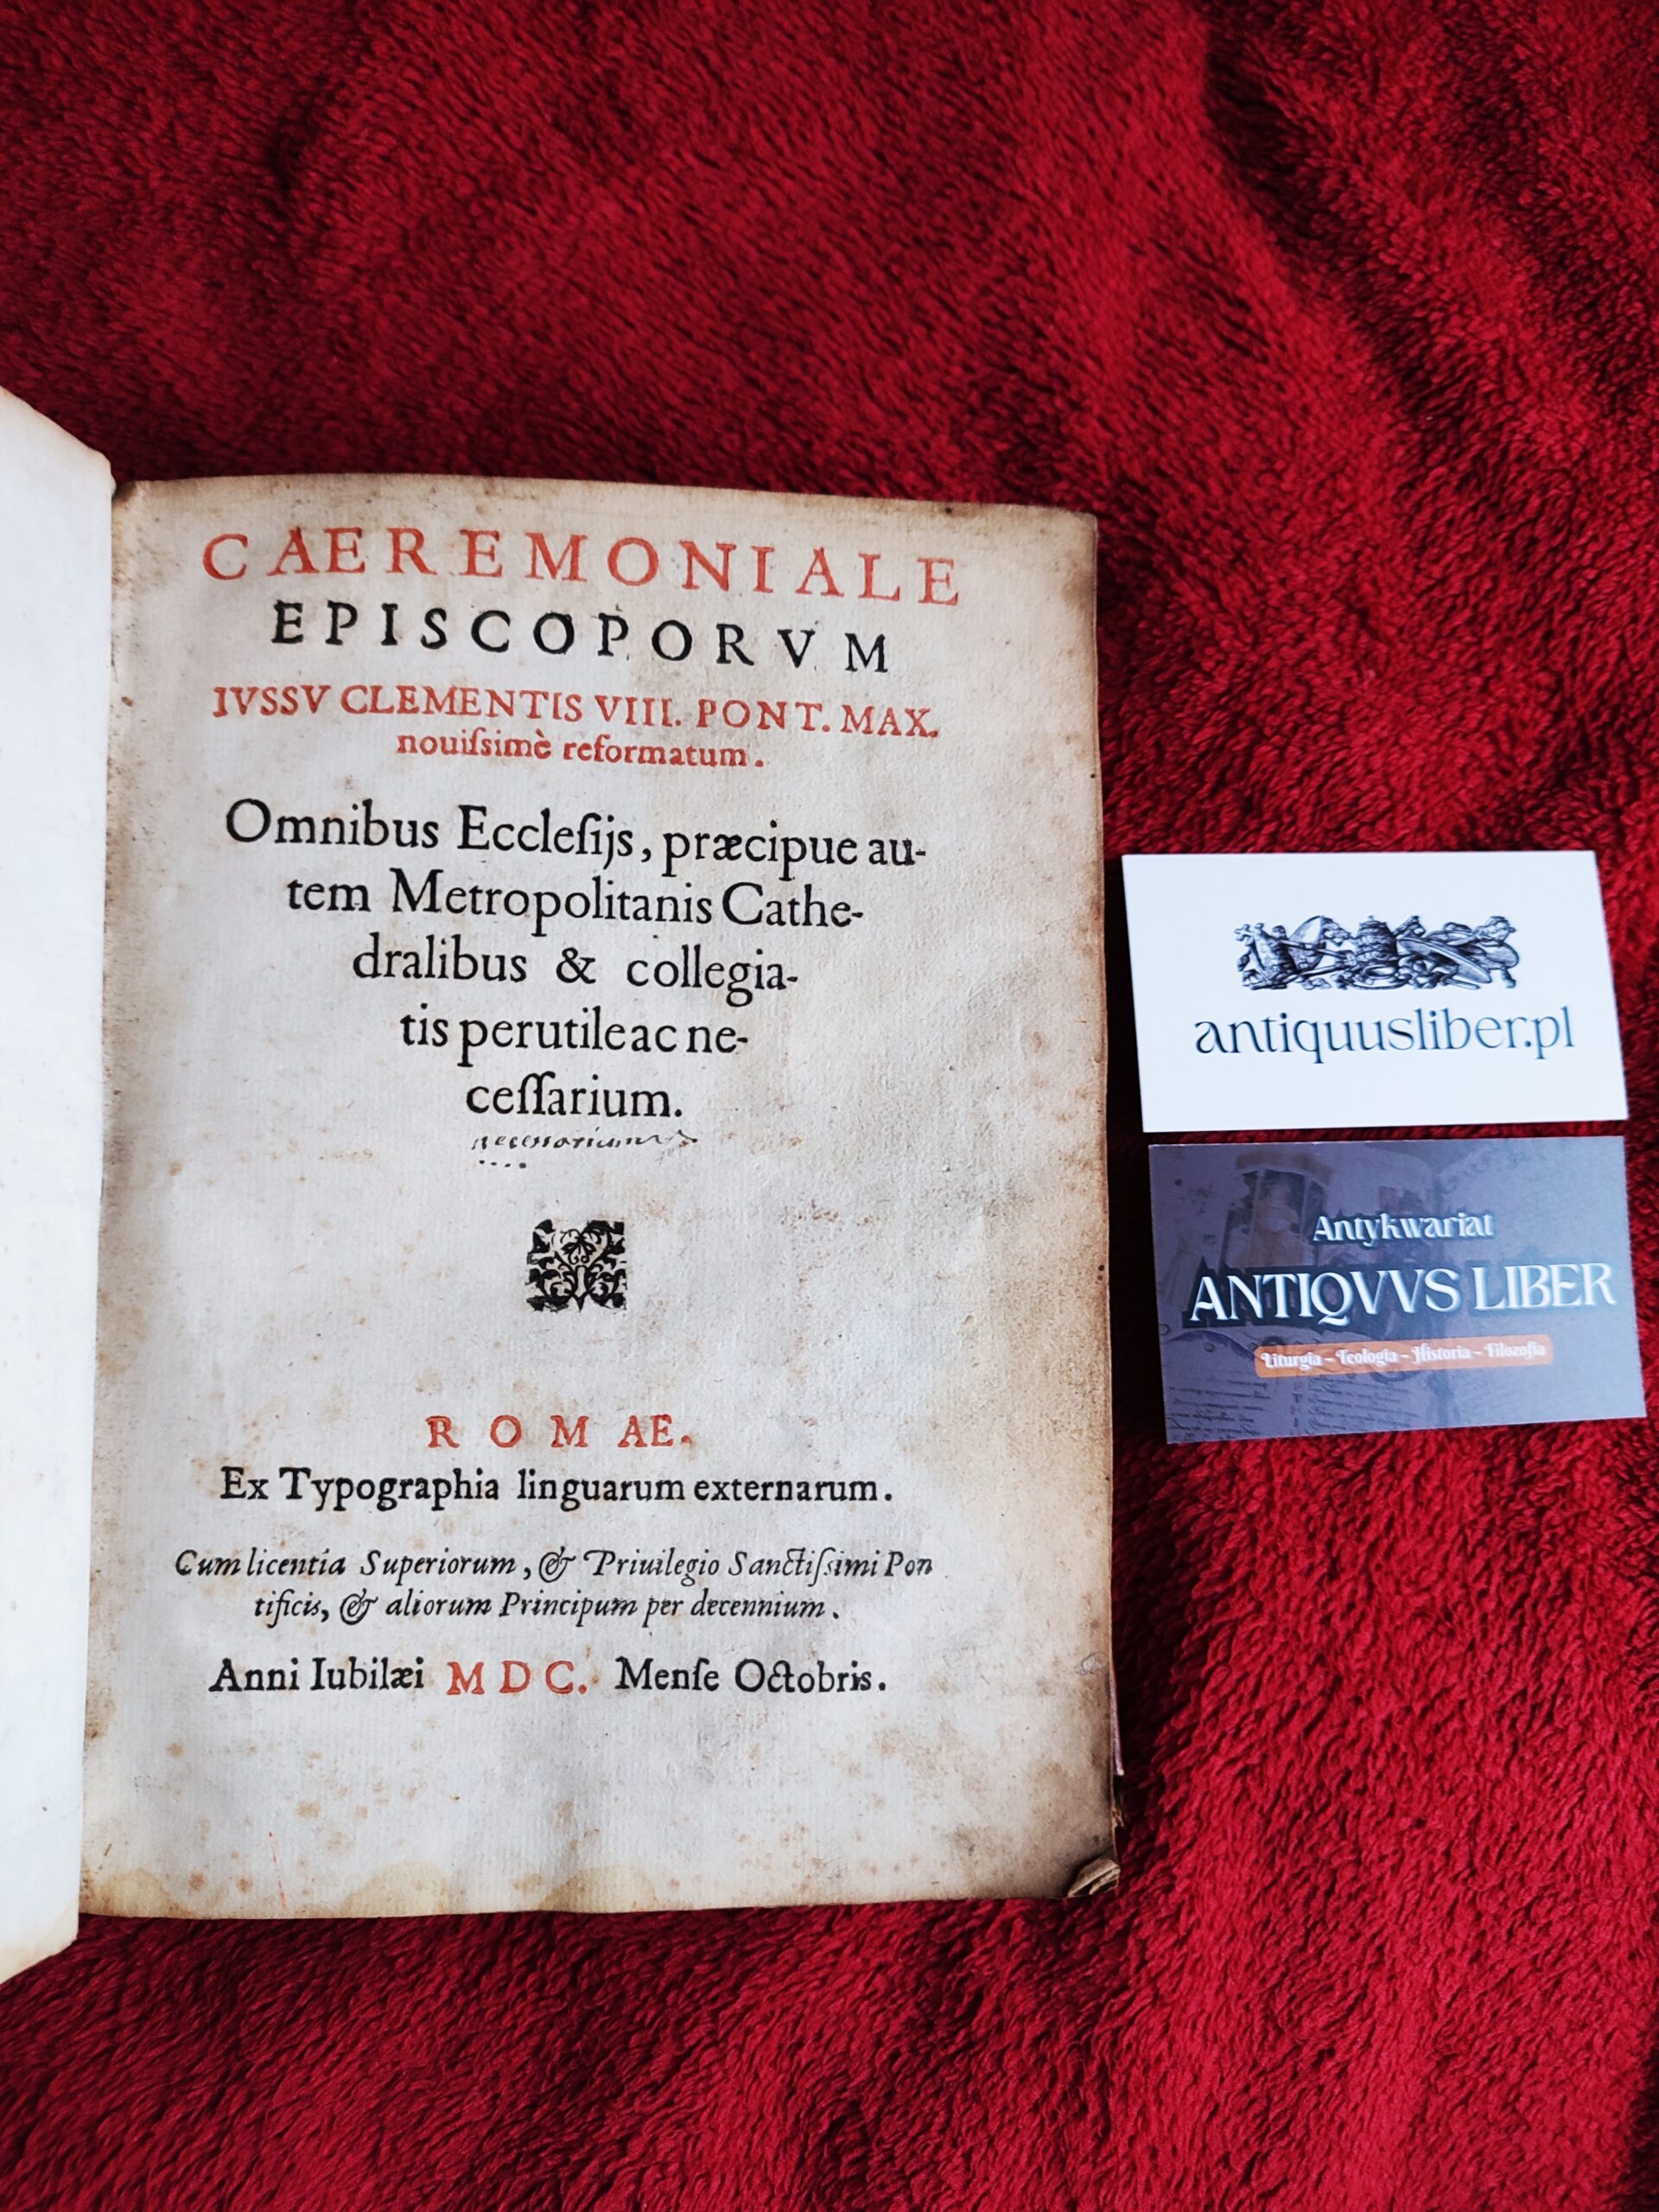 CAEREMONIALE
EPISCOPORVM
IVSSV CLEMENTIS VIII. PONT. MAX.
nouiſsimè reformatum.
Omnibus Eccleſijs, præcipue au-
tem Metropolitanis Cathe-
dralibus & collegia-
tis perutile ac ne-
ceſſarium.
necessarium
ROMAE.
Ex Typographia linguarum externarum.
Cum licentia Superiorum, & Priuilegio Sanctiſsimi Pon
tificis, & aliorum Principum per decennium.
Anni Iubilæi MDC. Menſe Octobris.
antiquusliber.pl
Antykwariat
ANTIQVVS LIBER
Liturgia - Teologia - Historia - Filozofia